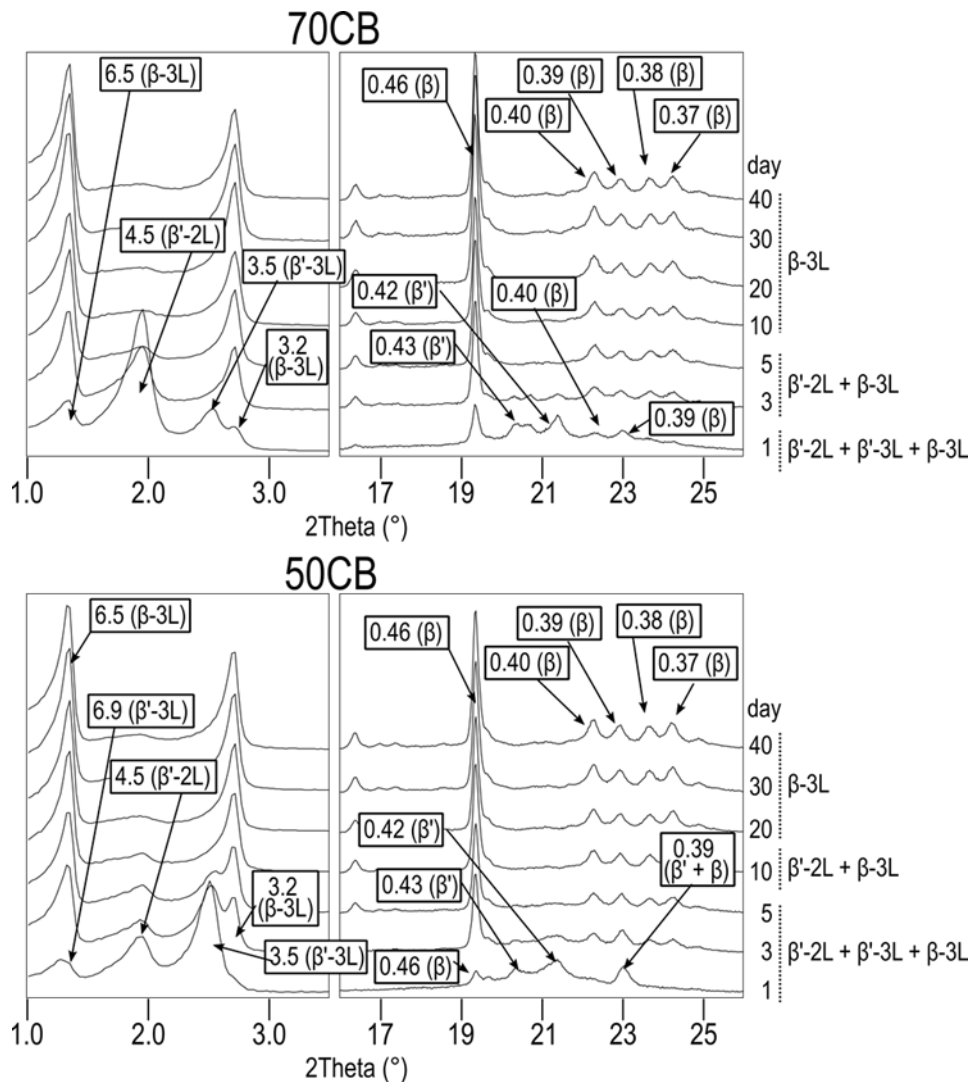 70CB
6.5 (β-3L)
4.5 (β'-2L)
3.5 (β'-3L)
3.2
(β-3L)
0.46 (β)
0.39 (β)
0.38 (β)
0.40 (β)
0.37 (β)
0.42 (β')
0.40 (β)
0.43 (β')
0.39 (β)
day
40
30
20
10
5
3
1
β-3L
β'-2L + β-3L
β'-2L + β'-3L + β-3L
1.0 2.0 3.0 17 19 21 23 25
2Theta (°)
50CB
6.5 (β-3L)
6.9 (β'-3L)
4.5 (β'-2L)
3.2
(β-3L)
3.5 (β'-3L)
0.46 (β)
0.39 (β)
0.38 (β)
0.40 (β)
0.37 (β)
0.42 (β')
0.43 (β')
0.39
(β' + β)
0.46 (β)
day
40
30
20
10
5
3
1
β-3L
β'-2L + β-3L
β'-2L + β'-3L + β-3L
1.0 2.0 3.0 17 19 21 23 25
2Theta (°)